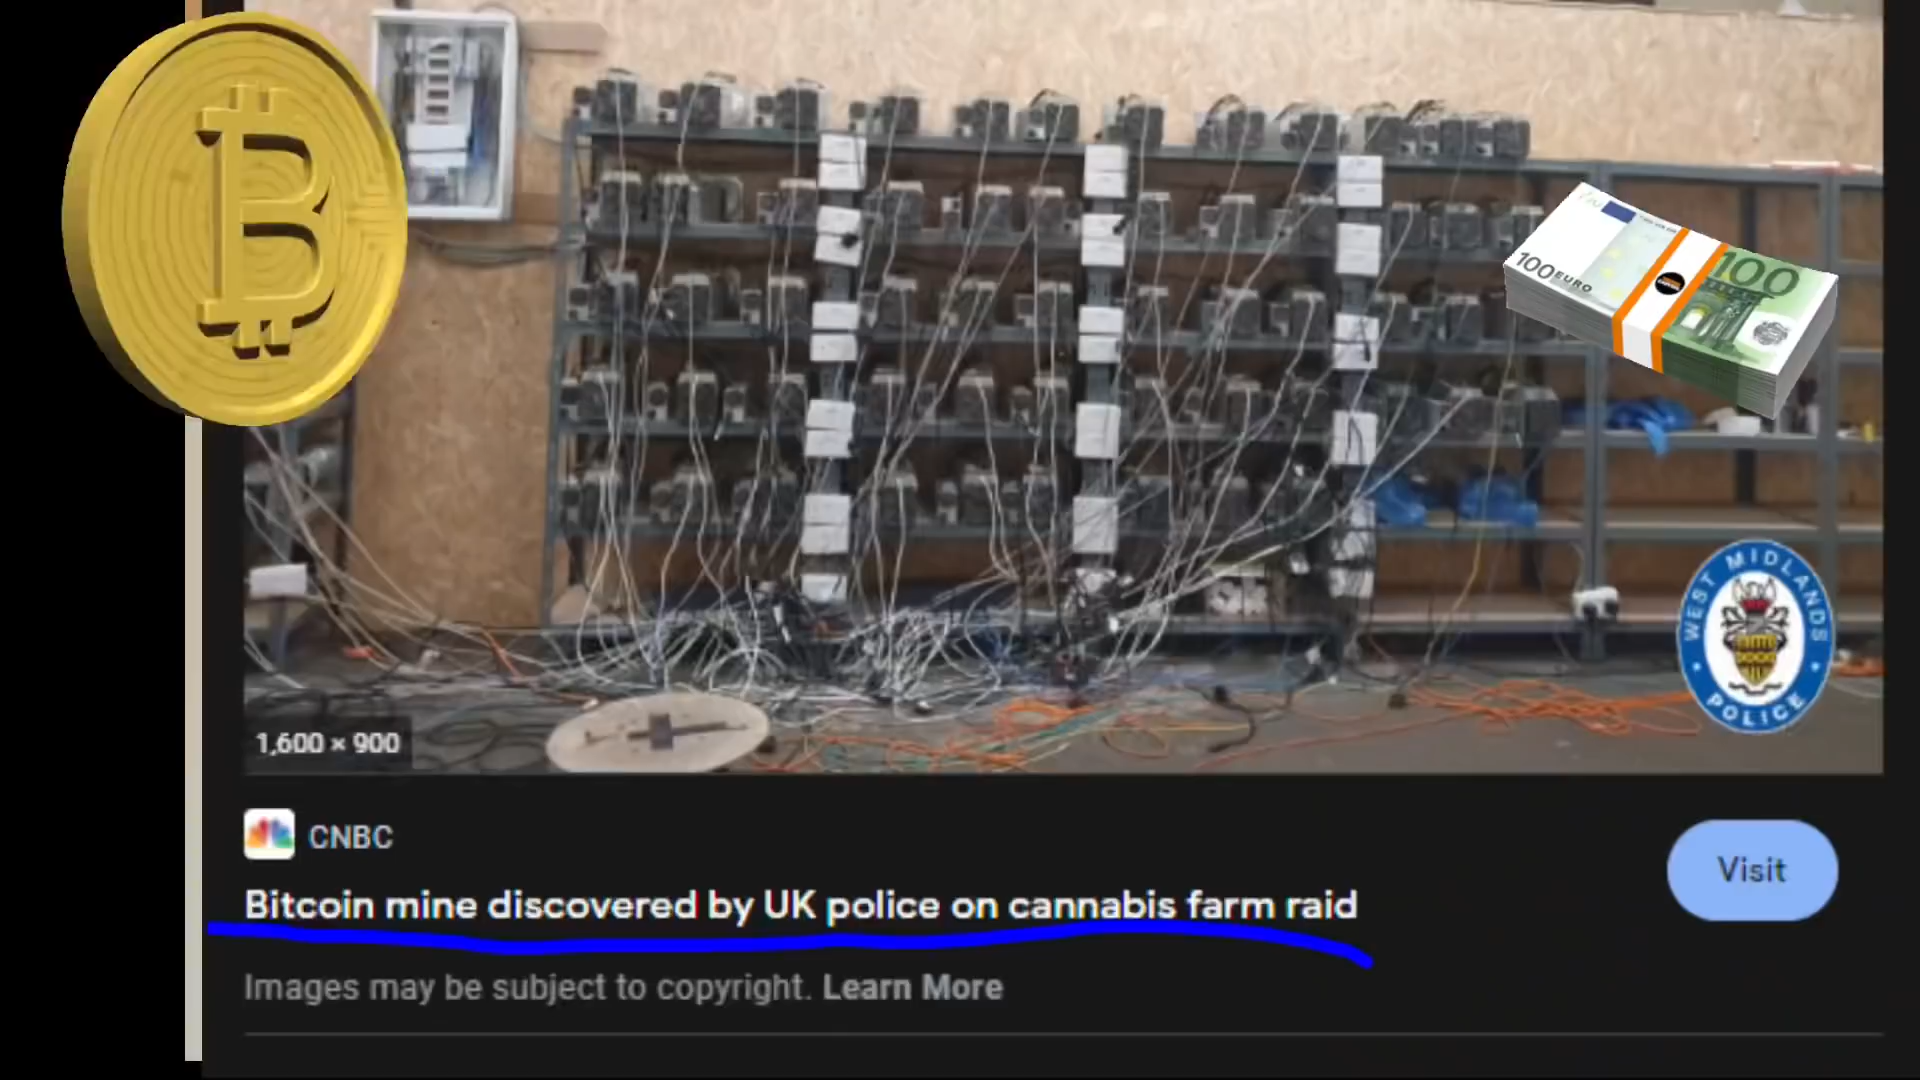 100 EURO
100
WEST MIDLANDS
POLICE
1,600 × 900
CNBC
Visit
Bitcoin mine discovered by UK police on cannabis farm raid
Images may be subject to copyright. Learn More